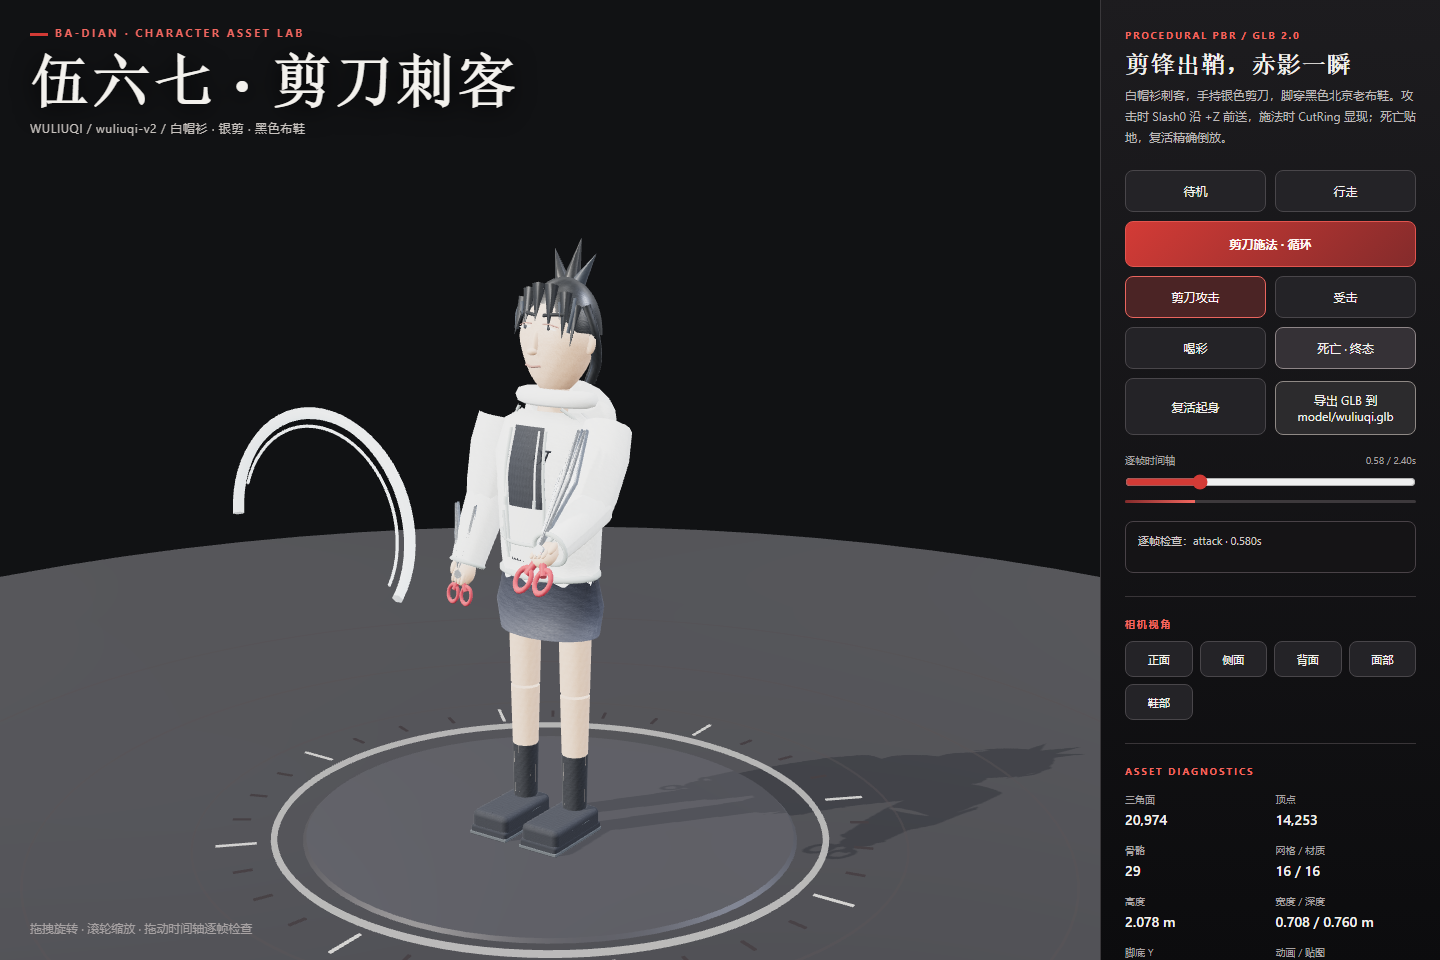 BA-DIAN · CHARACTER ASSET LAB
伍六七 · 剪刀刺客
WULIUQI / wuliuqi-v2 / 白帽衫 · 银剪 · 黑色布鞋
拖拽旋转 · 滚轮缩放 · 拖动时间轴逐帧检查
PROCEDURAL PBR / GLB 2.0
剪锋出鞘，赤影一瞬
白帽衫刺客，手持银色剪刀，脚穿黑色北京老布鞋。攻
击时 Slash0 沿 +Z 前送，施法时 CutRing 显现；死亡贴
地，复活精确倒放。
待机
行走
剪刀施法 · 循环
剪刀攻击
受击
喝彩
死亡 · 终态
复活起身
导出 GLB 到
model/wuliuqi.glb
逐帧时间轴
0.58 / 2.40s
逐帧检查：attack · 0.580s
相机视角
正面
侧面
背面
面部
鞋部
ASSET DIAGNOSTICS
三角面
顶点
20,974
14,253
骨骼
网格 / 材质
29
16 / 16
高度
宽度 / 深度
2.078 m
0.708 / 0.760 m
脚底 Y
动画 / 贴图